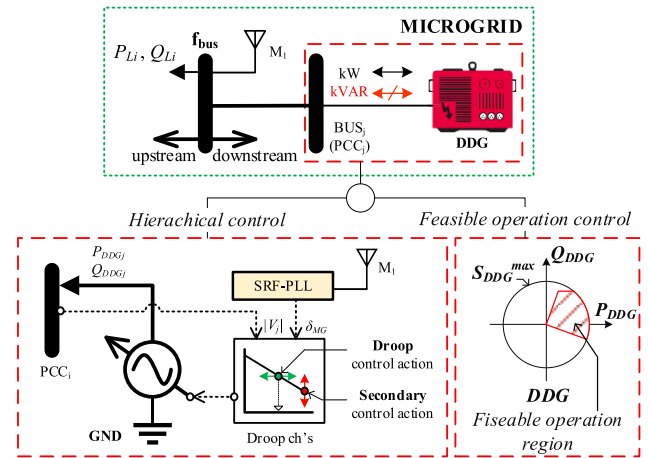 MICROGRID
P_Li, Q_Li
f_bus
M_1
kW
kVAR
BUS_j
(PCC_j)
DDG
upstream
downstream
Hierachical control
Feasible operation control
P_DDGj
Q_DDGj
SRF-PLL
M_1
|V_j|
δ_MG
PCC_i
Droop
control action
Secondary
control action
GND
Droop ch's
Q_DDG
S_DDG^max
P_DDG
DDG
Fiseable operation
region